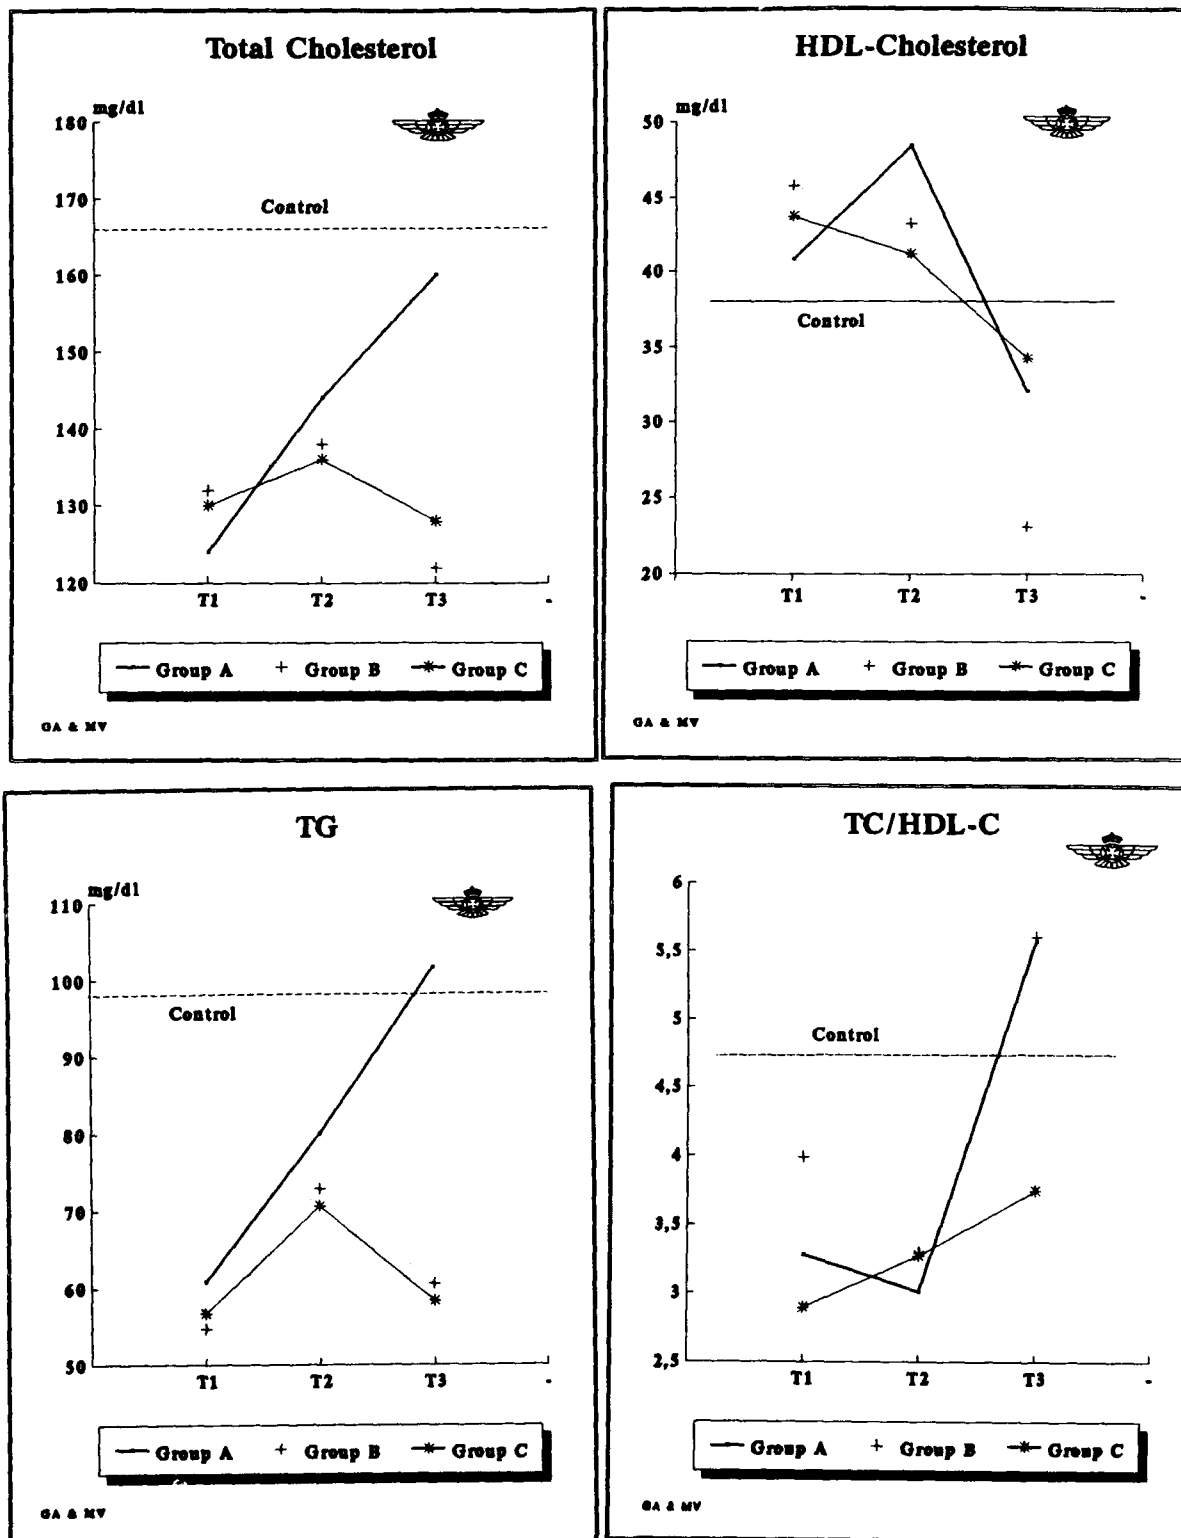 Total Cholesterol
mg/dl
180
170
160
150
140
130
120
Control
T1 T2 T3 -
Group A + Group B Group C
GA & MV
HDL-Cholesterol
mg/dl
50
45
40
35
30
25
20
Control
T1 T2 T3 -
Group A + Group B Group C
GA & MV
TG
mg/dl
110
100
90
80
70
60
50
Control
T1 T2 T3 -
Group A + Group B Group C
GA & MV
TC/HDL-C
6
5,5
5
4,5
4
3,5
3
2,5
Control
T1 T2 T3 -
Group A + Group B Group C
GA & MV